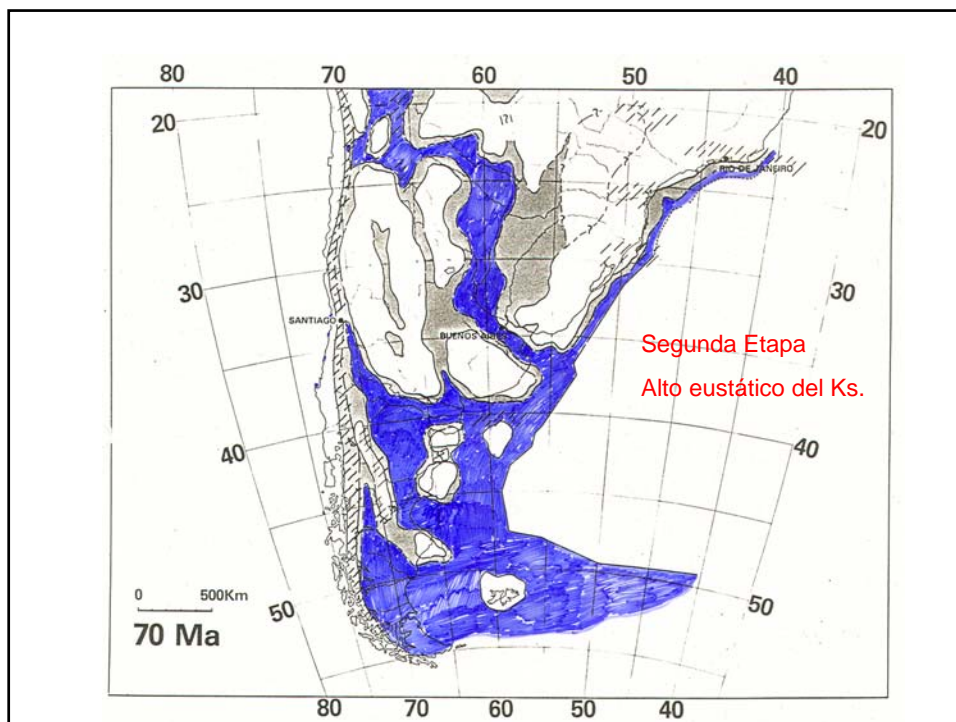 80 70 60 50 40
20 20
RIO DE JANEIRO
30 30
SANTIAGO
BUENOS
Segunda Etapa
Alto eustático del Ks.
40 40
0 500Km
50 50
70 Ma
80 70 60 50 40